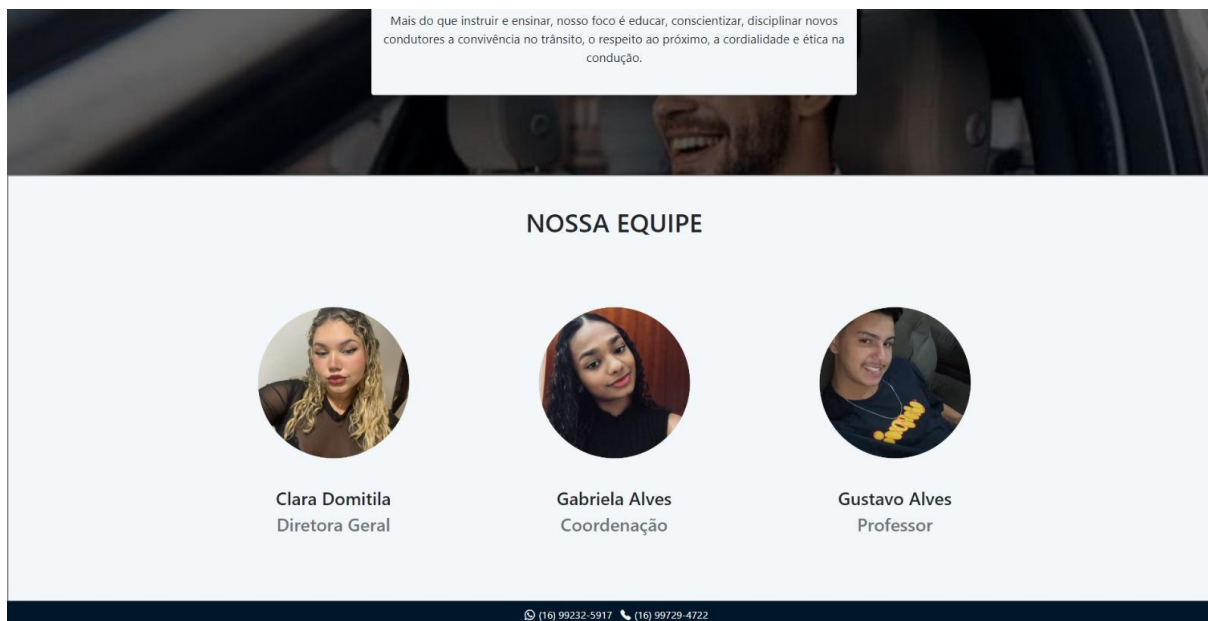 Mais do que instruir e ensinar, nosso foco é educar, conscientizar, disciplinar novos
condutores a convivência no trânsito, o respeito ao próximo, a cordialidade e ética na
condução.
NOSSA EQUIPE
Clara Domitila
Diretora Geral
Gabriela Alves
Coordenação
Gustavo Alves
Professor
(16) 99232-5917 (16) 99729-4722